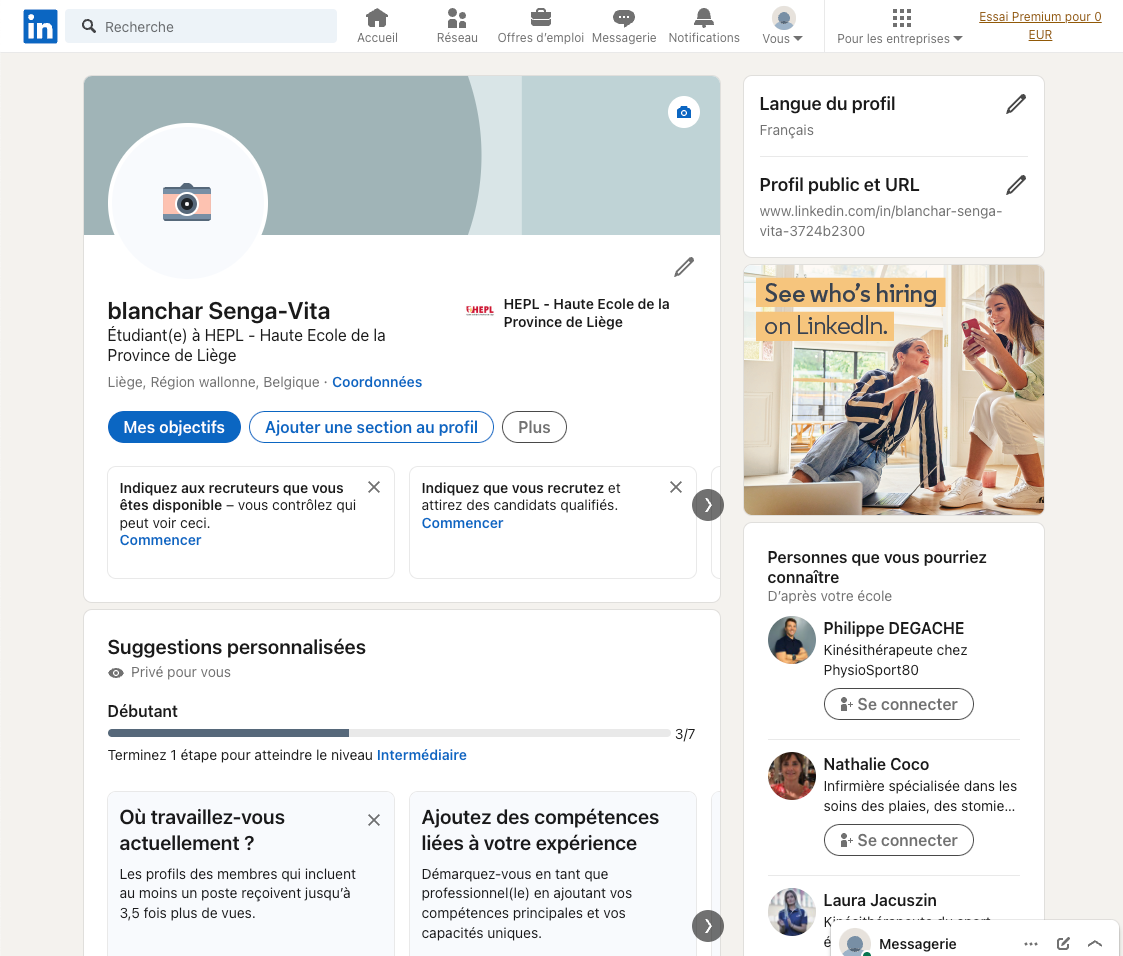 in
Recherche
Accueil
Réseau
Offres d'emploi
Messagerie
Notifications
Vous
Pour les entreprises
Essai Premium pour 0
EUR
HEPL
HEPL - Haute Ecole de la
Province de Liège
blanchar Senga-Vita
Étudiant(e) à HEPL - Haute Ecole de la
Province de Liège
Liège, Région wallonne, Belgique · Coordonnées
Mes objectifs
Ajouter une section au profil
Plus
Indiquez aux recruteurs que vous
êtes disponible – vous contrôlez qui
peut voir ceci.
Commencer
Indiquez que vous recrutez et
attirez des candidats qualifiés.
Commencer
Suggestions personnalisées
Privé pour vous
Débutant
3/7
Terminez 1 étape pour atteindre le niveau Intermédiaire
Où travaillez-vous
actuellement ?
Les profils des membres qui incluent
au moins un poste reçoivent jusqu'à
3,5 fois plus de vues.
Ajoutez des compétences
liées à votre expérience
Démarquez-vous en tant que
professionnel(le) en ajoutant vos
compétences principales et vos
capacités uniques.
Langue du profil
Français
Profil public et URL
www.linkedin.com/in/blanchar-senga-
vita-3724b2300
See who's hiring
on LinkedIn.
Personnes que vous pourriez
connaître
D'après votre école
Philippe DEGACHE
Kinésithérapeute chez
PhysioSport80
Se connecter
Nathalie Coco
Infirmière spécialisée dans les
soins des plaies, des stomie...
Se connecter
Laura Jacuszin
Kinésithérapeute du sport
Messagerie